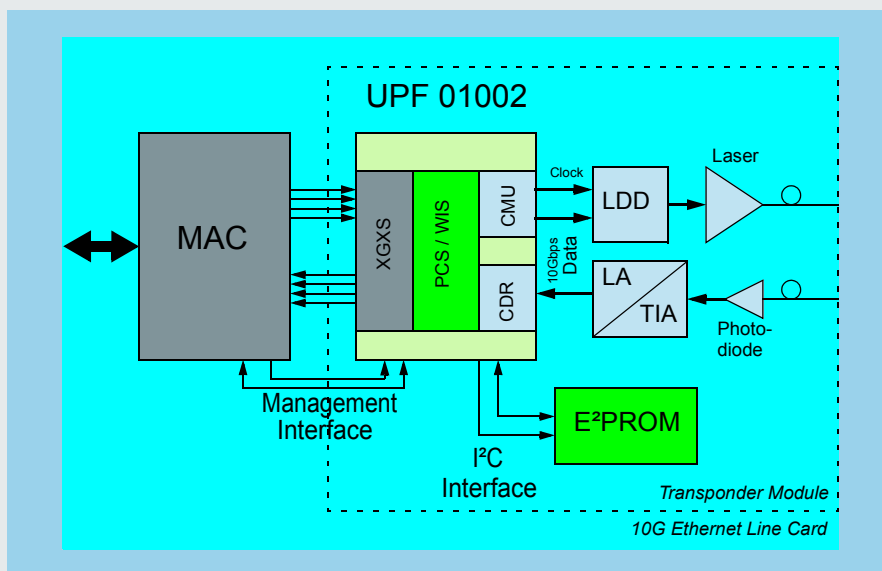 UPF 01002
MAC
XGXS
PCS / WIS
CMU
CDR
Clock
10Gbps
Data
LDD
Laser
LA
TIA
Photo-
diode
Management
Interface
I²C
Interface
E²PROM
Transponder Module
10G Ethernet Line Card